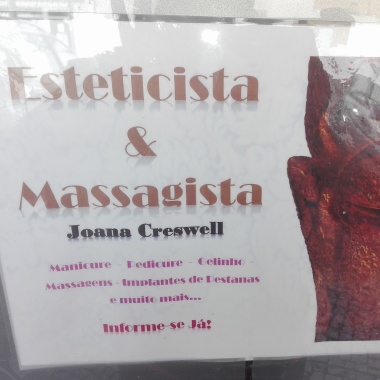 Esteticista
&
Massagista
Joana Creswell
Manicure - Pedicure - Gelinho
Massagens - Implantes de Pestanas
e muito mais...
Informe-se Já!